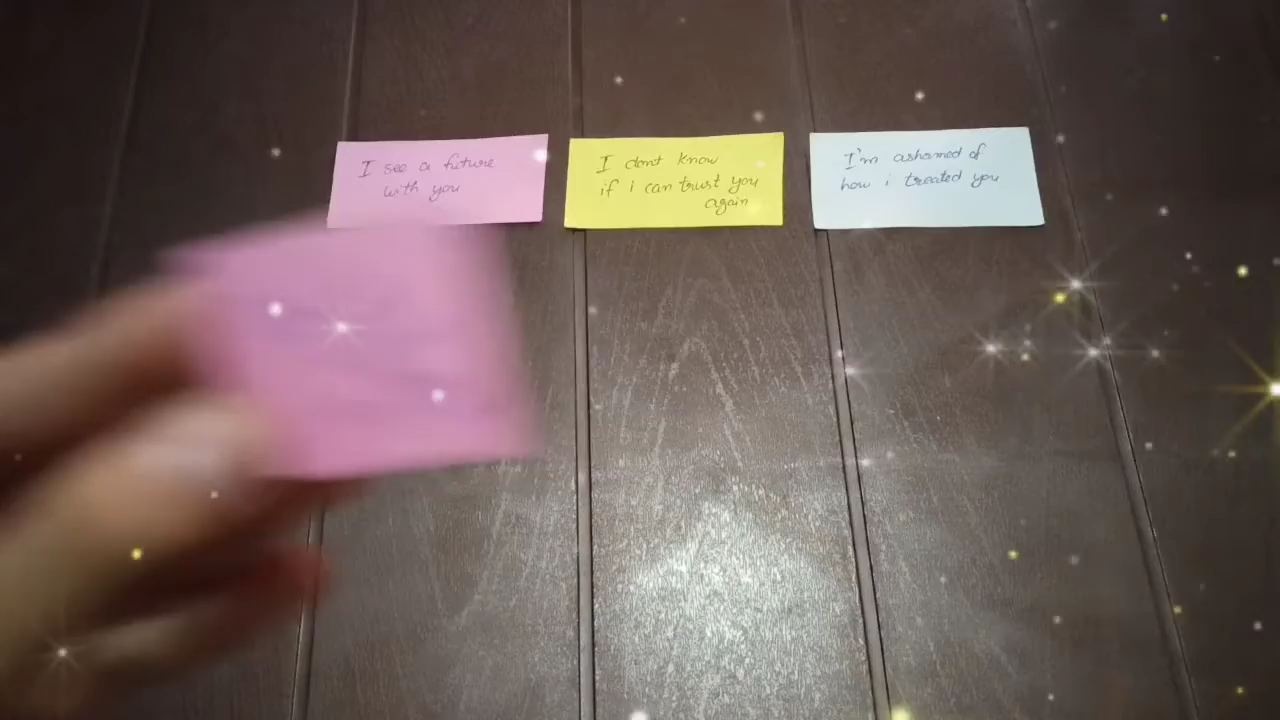 I see a future
with you
I dont know
if i can trust you
again
I'm ashamed of
how i treated you